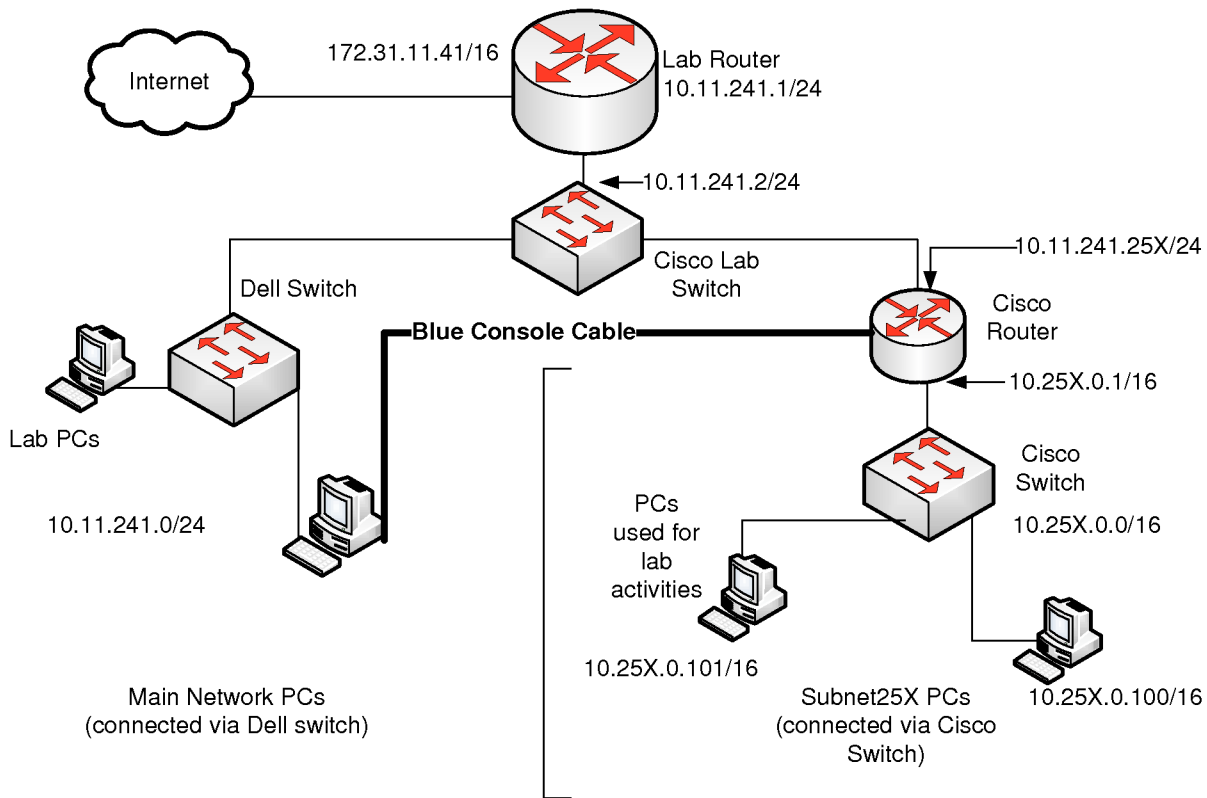 172.31.11.41/16
Internet
Lab Router
10.11.241.1/24
10.11.241.2/24
10.11.241.25X/24
Cisco Lab
Switch
Dell Switch
Cisco
Router
Blue Console Cable
10.25X.0.1/16
Lab PCs
Cisco
Switch
10.25X.0.0/16
10.11.241.0/24
PCs
used for
lab
activities
10.25X.0.101/16
10.25X.0.100/16
Main Network PCs
(connected via Dell switch)
Subnet25X PCs
(connected via Cisco
Switch)